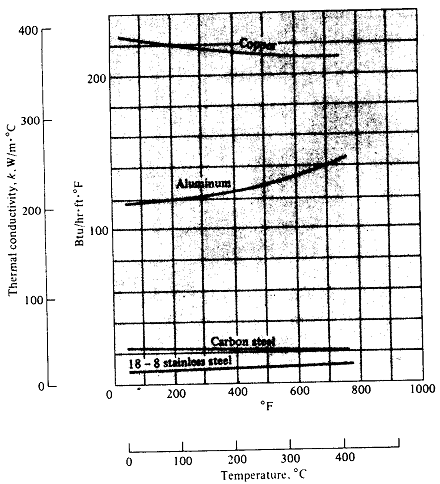 400
300
200
100
0
Thermal conductivity, k. W/m·°C
200
100
Btu/hr·ft·°F
Copper
Aluminum
Carbon steel
18 – 8 stainless steel
0 200 400 600 800 1000
°F
0 100 200 300 400
Temperature, °C